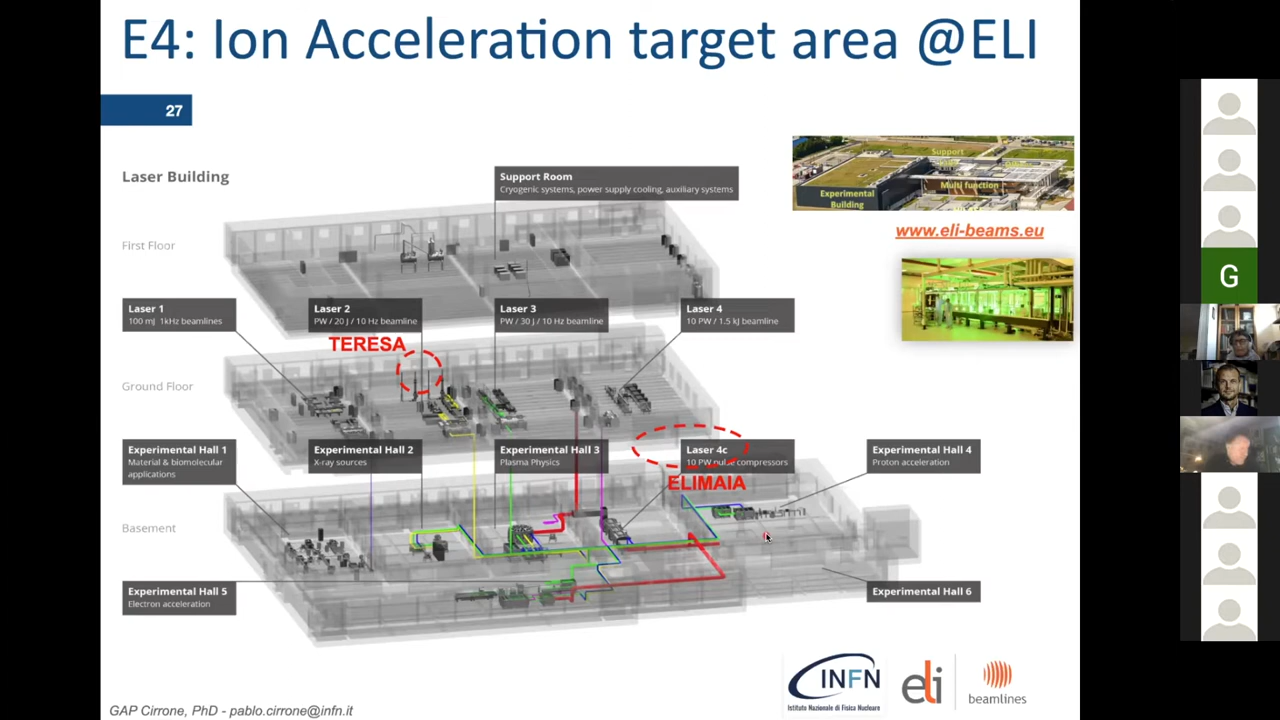 E4: Ion Acceleration target area @ELI
27
Laser Building
Support Room
Cryogenic systems, power supply cooling, auxiliary systems
Support
Experimental
Building
Multi function
www.eli-beams.eu
First Floor
Laser 1
100 mJ 1kHz beamlines
Laser 2
PW / 20 J / 10 Hz beamline
Laser 3
PW / 30 J / 10 Hz beamline
Laser 4
10 PW / 1.5 kJ beamline
TERESA
Ground Floor
Experimental Hall 1
Material & biomolecular
applications
Experimental Hall 2
X-ray sources
Experimental Hall 3
Plasma Physics
Laser 4c
10 PW pulse compressors
Experimental Hall 4
Proton acceleration
ELIMAIA
Basement
Experimental Hall 5
Electron acceleration
Experimental Hall 6
G
INFN
Istituto Nazionale di Fisica Nucleare
eli
beamlines
GAP Cirrone, PhD - pablo.cirrone@infn.it